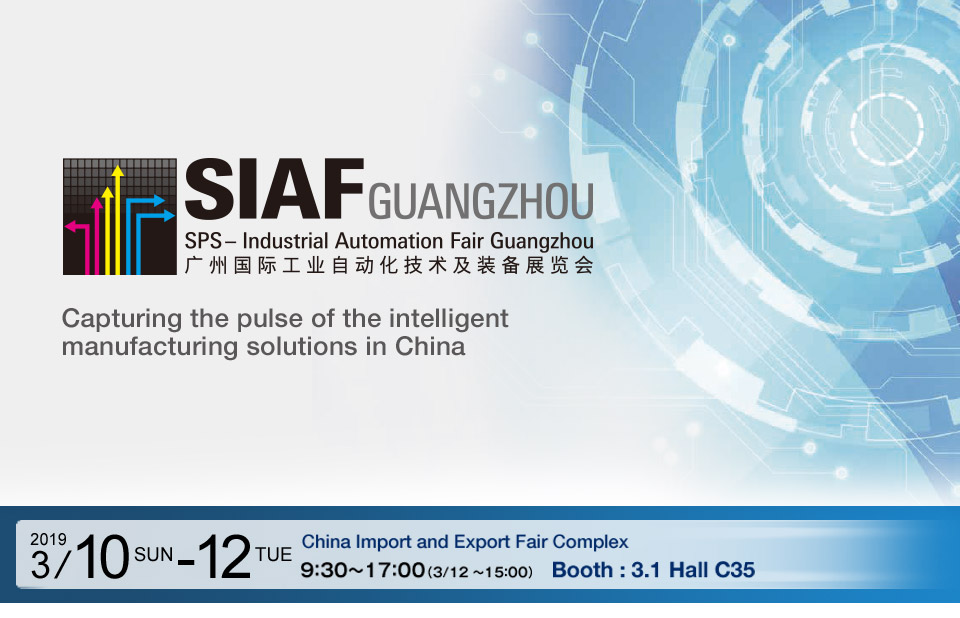 SIAF GUANGZHOU
SPS – Industrial Automation Fair Guangzhou
广州国际工业自动化技术及装备展览会
Capturing the pulse of the intelligent
manufacturing solutions in China
2019
3/10 SUN-12 TUE
China Import and Export Fair Complex
9:30~17:00 (3/12 ~15:00) Booth : 3.1 Hall C35